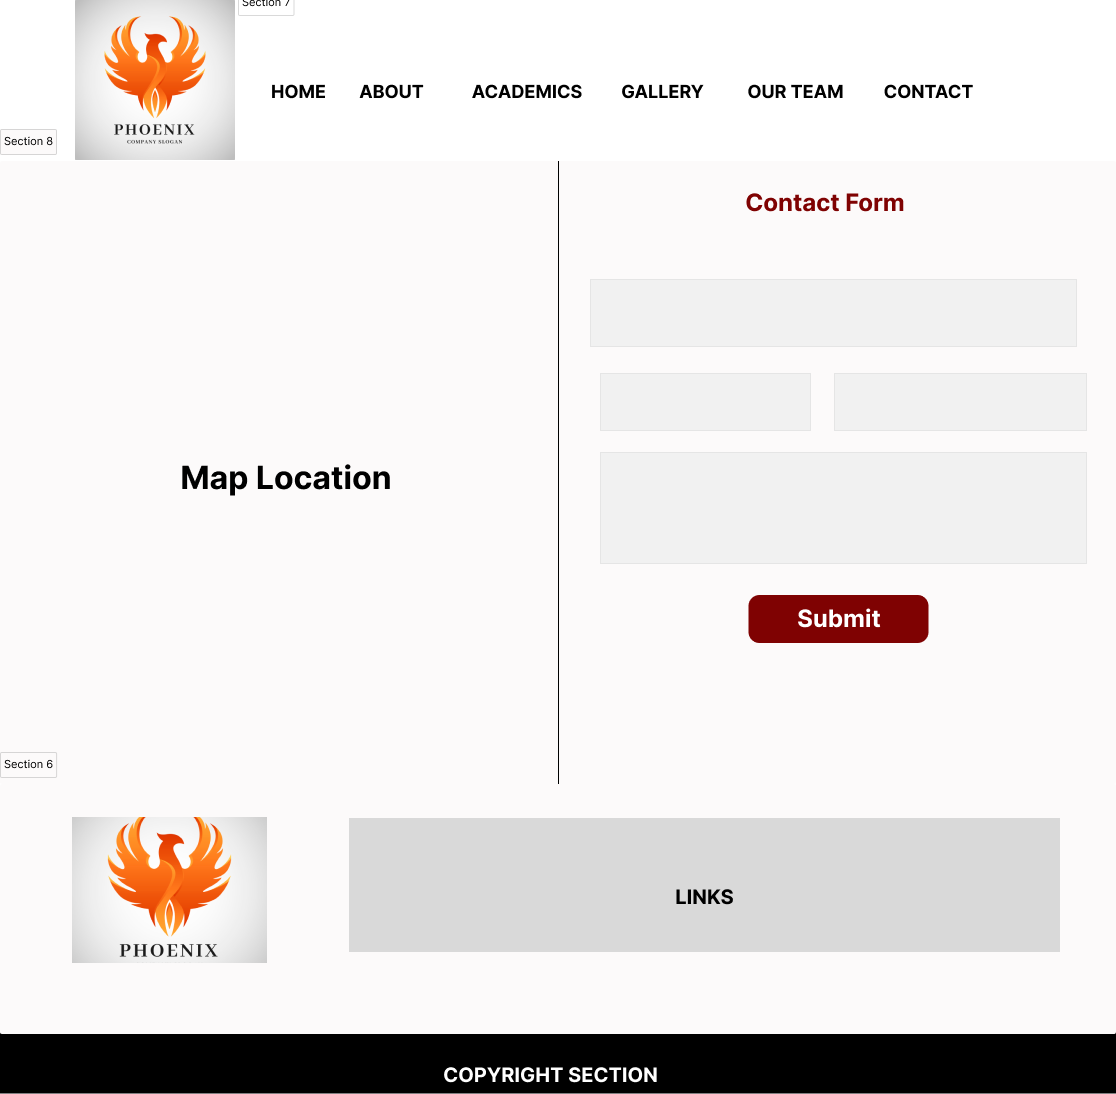 Section 7
PHOENIX
COMPANY SLOGAN
HOME ABOUT ACADEMICS GALLERY OUR TEAM CONTACT
Section 8
Contact Form
Map Location
Submit
Section 6
PHOENIX
LINKS
COPYRIGHT SECTION